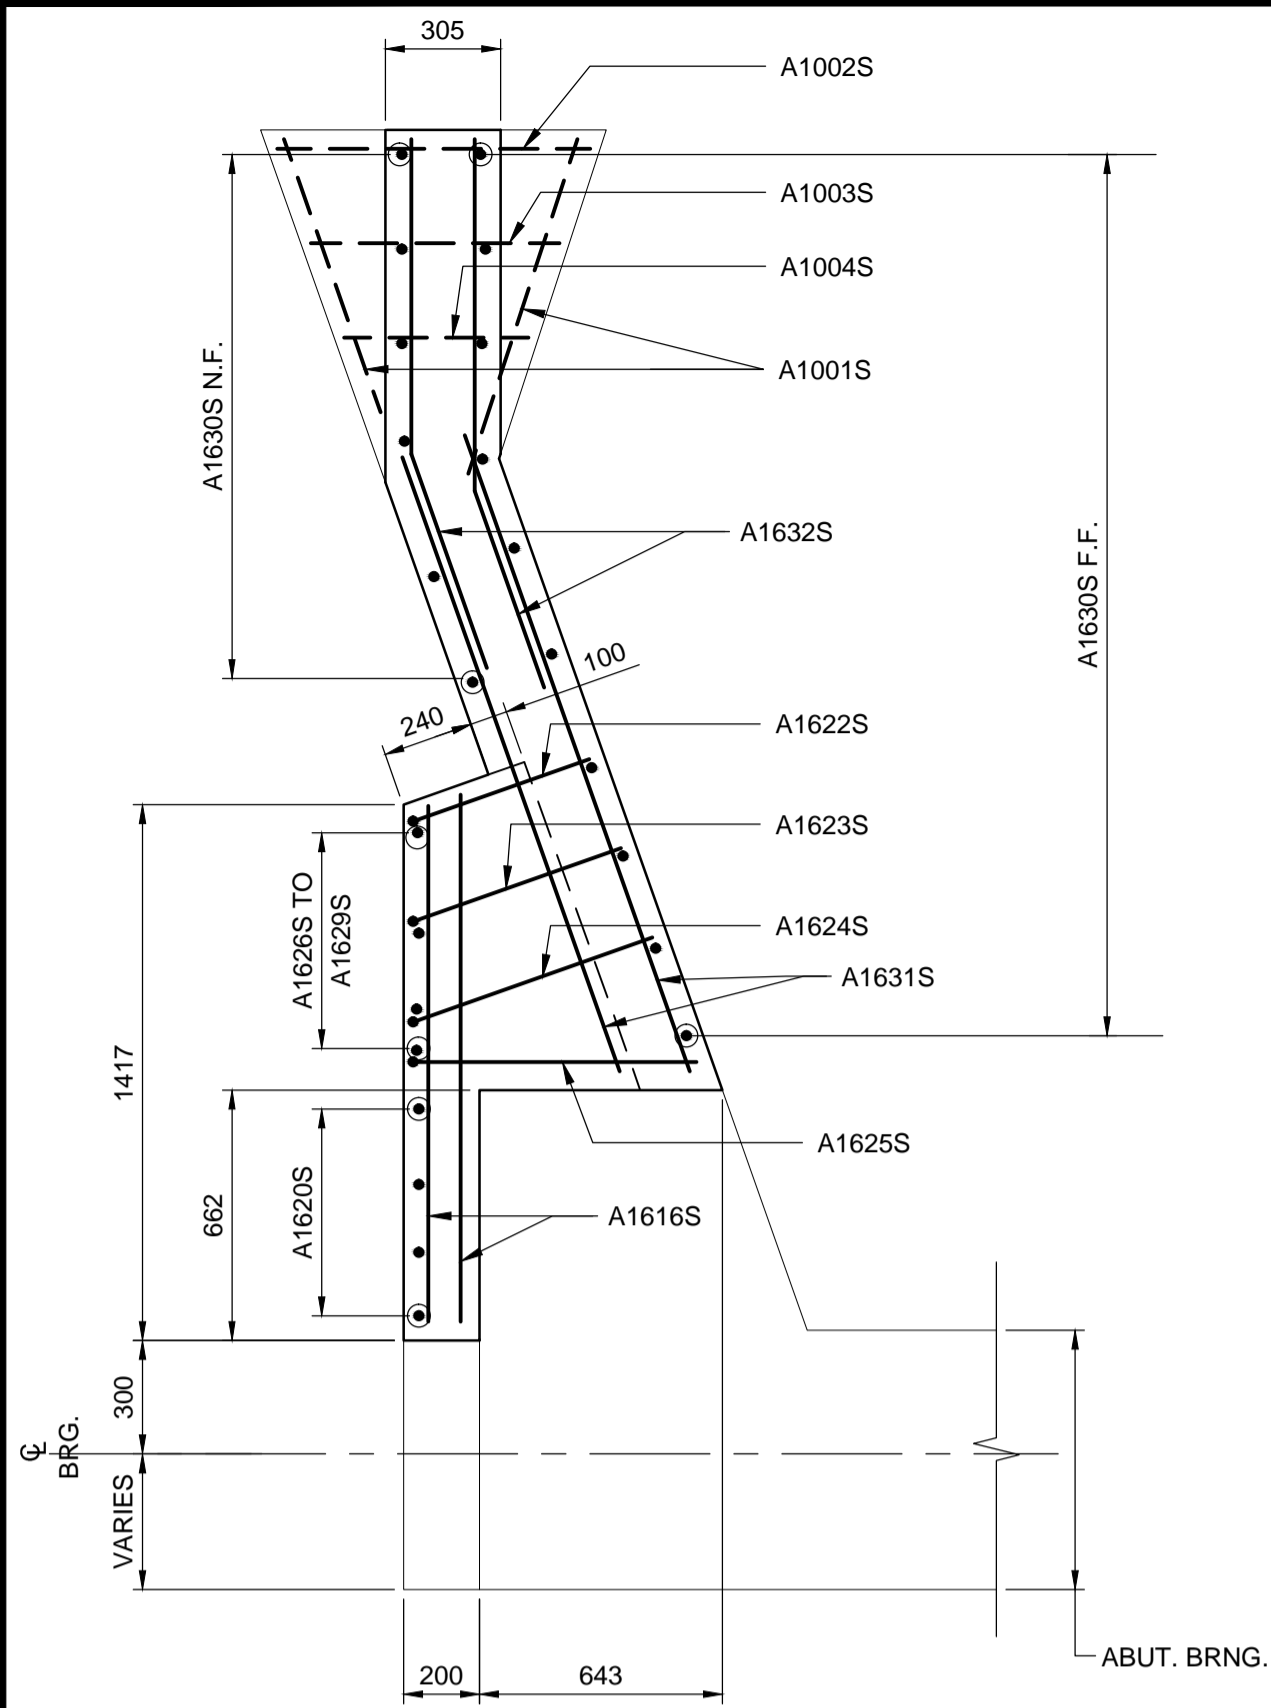 305
A1002S
A1003S
A1004S
A1001S
A1630S N.F.
A1630S F.F.
A1632S
100
240
A1622S
A1623S
A1626S TO
A1629S
A1624S
A1631S
1417
A1625S
662
A1620S
A1616S
300
℄
BRG.
VARIES
ABUT. BRNG.
200
643